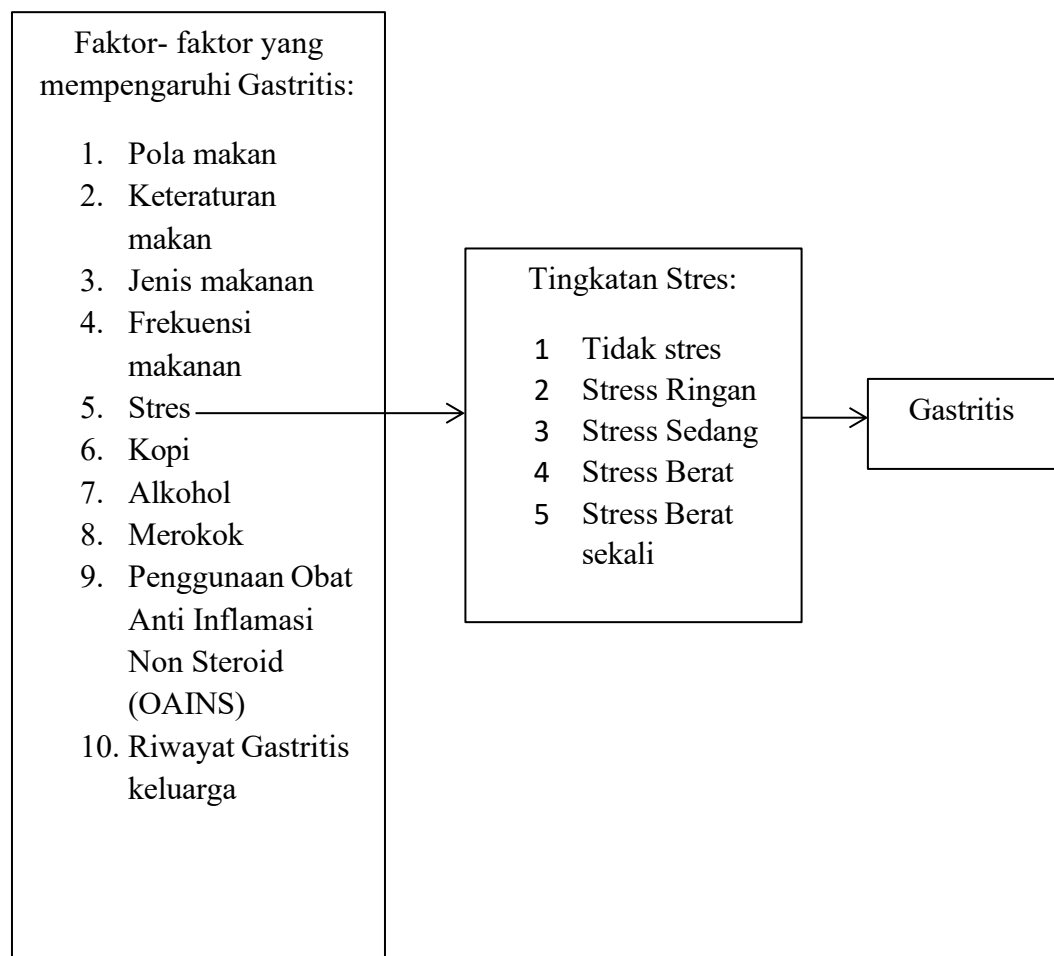 Faktor- faktor yang
mempengaruhi Gastritis:
1. Pola makan
2. Keteraturan
makan
3. Jenis makanan
4. Frekuensi
makanan
5. Stres
6. Kopi
7. Alkohol
8. Merokok
9. Penggunaan Obat
Anti Inflamasi
Non Steroid
(OAINS)
10. Riwayat Gastritis
keluarga
Tingkatan Stres:
1 Tidak stres
2 Stress Ringan
3 Stress Sedang
4 Stress Berat
5 Stress Berat
sekali
Gastritis